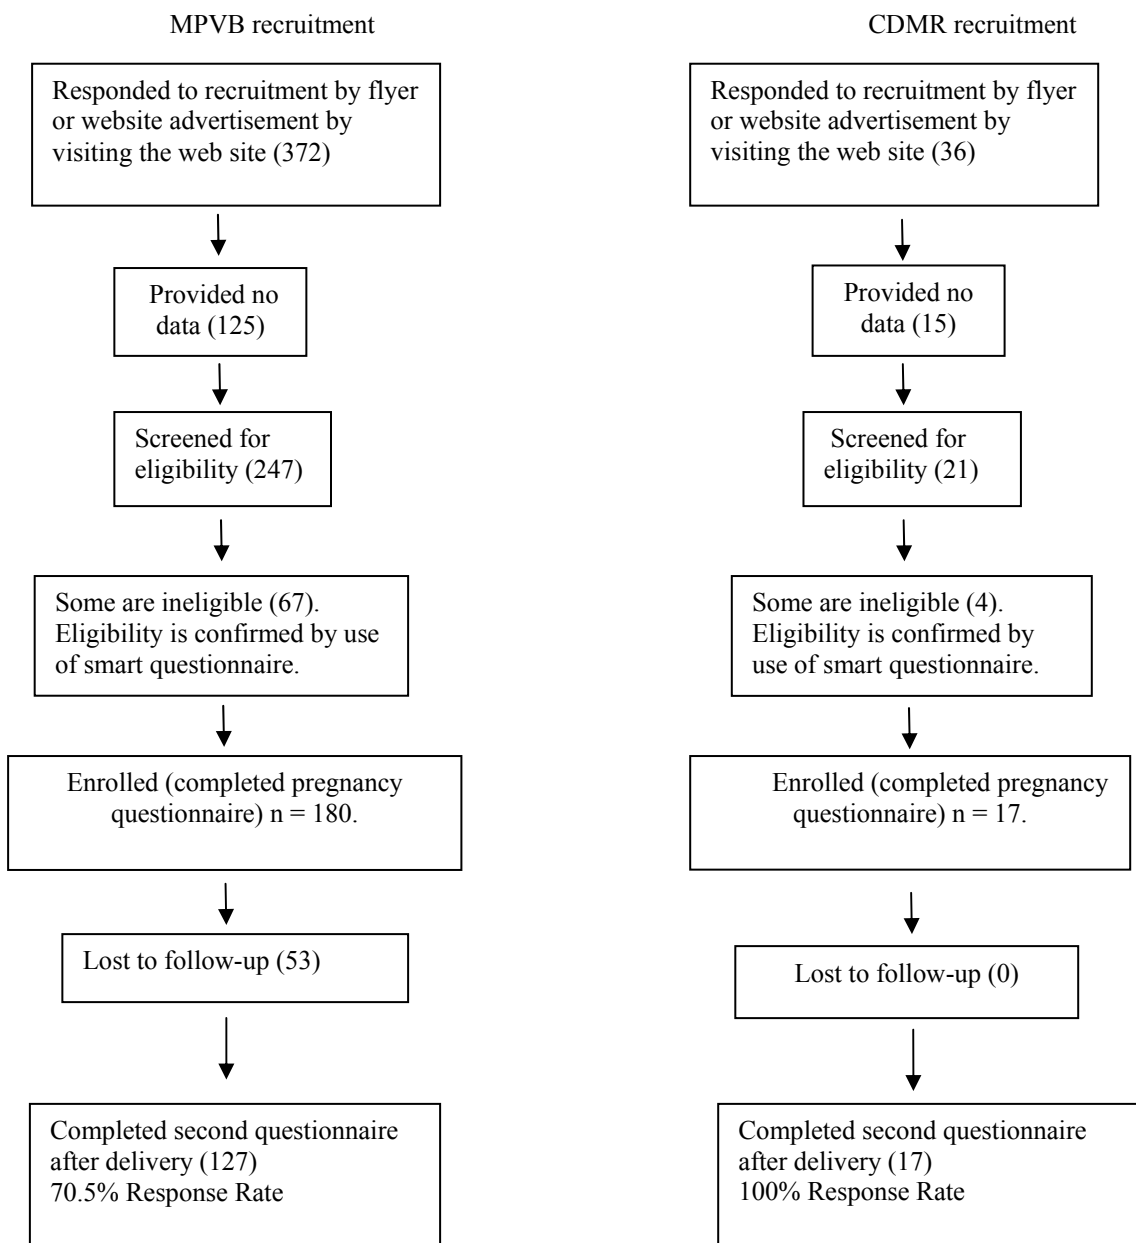 MPVB recruitment
Responded to recruitment by flyer
or website advertisement by
visiting the web site (372)
Provided no
data (125)
Screened for
eligibility (247)
Some are ineligible (67).
Eligibility is confirmed by use
of smart questionnaire.
Enrolled (completed pregnancy
questionnaire) n = 180.
Lost to follow-up (53)
Completed second questionnaire
after delivery (127)
70.5% Response Rate
CDMR recruitment
Responded to recruitment by flyer
or website advertisement by
visiting the web site (36)
Provided no
data (15)
Screened for
eligibility (21)
Some are ineligible (4).
Eligibility is confirmed by
use of smart questionnaire.
Enrolled (completed pregnancy
questionnaire) n = 17.
Lost to follow-up (0)
Completed second questionnaire
after delivery (17)
100% Response Rate